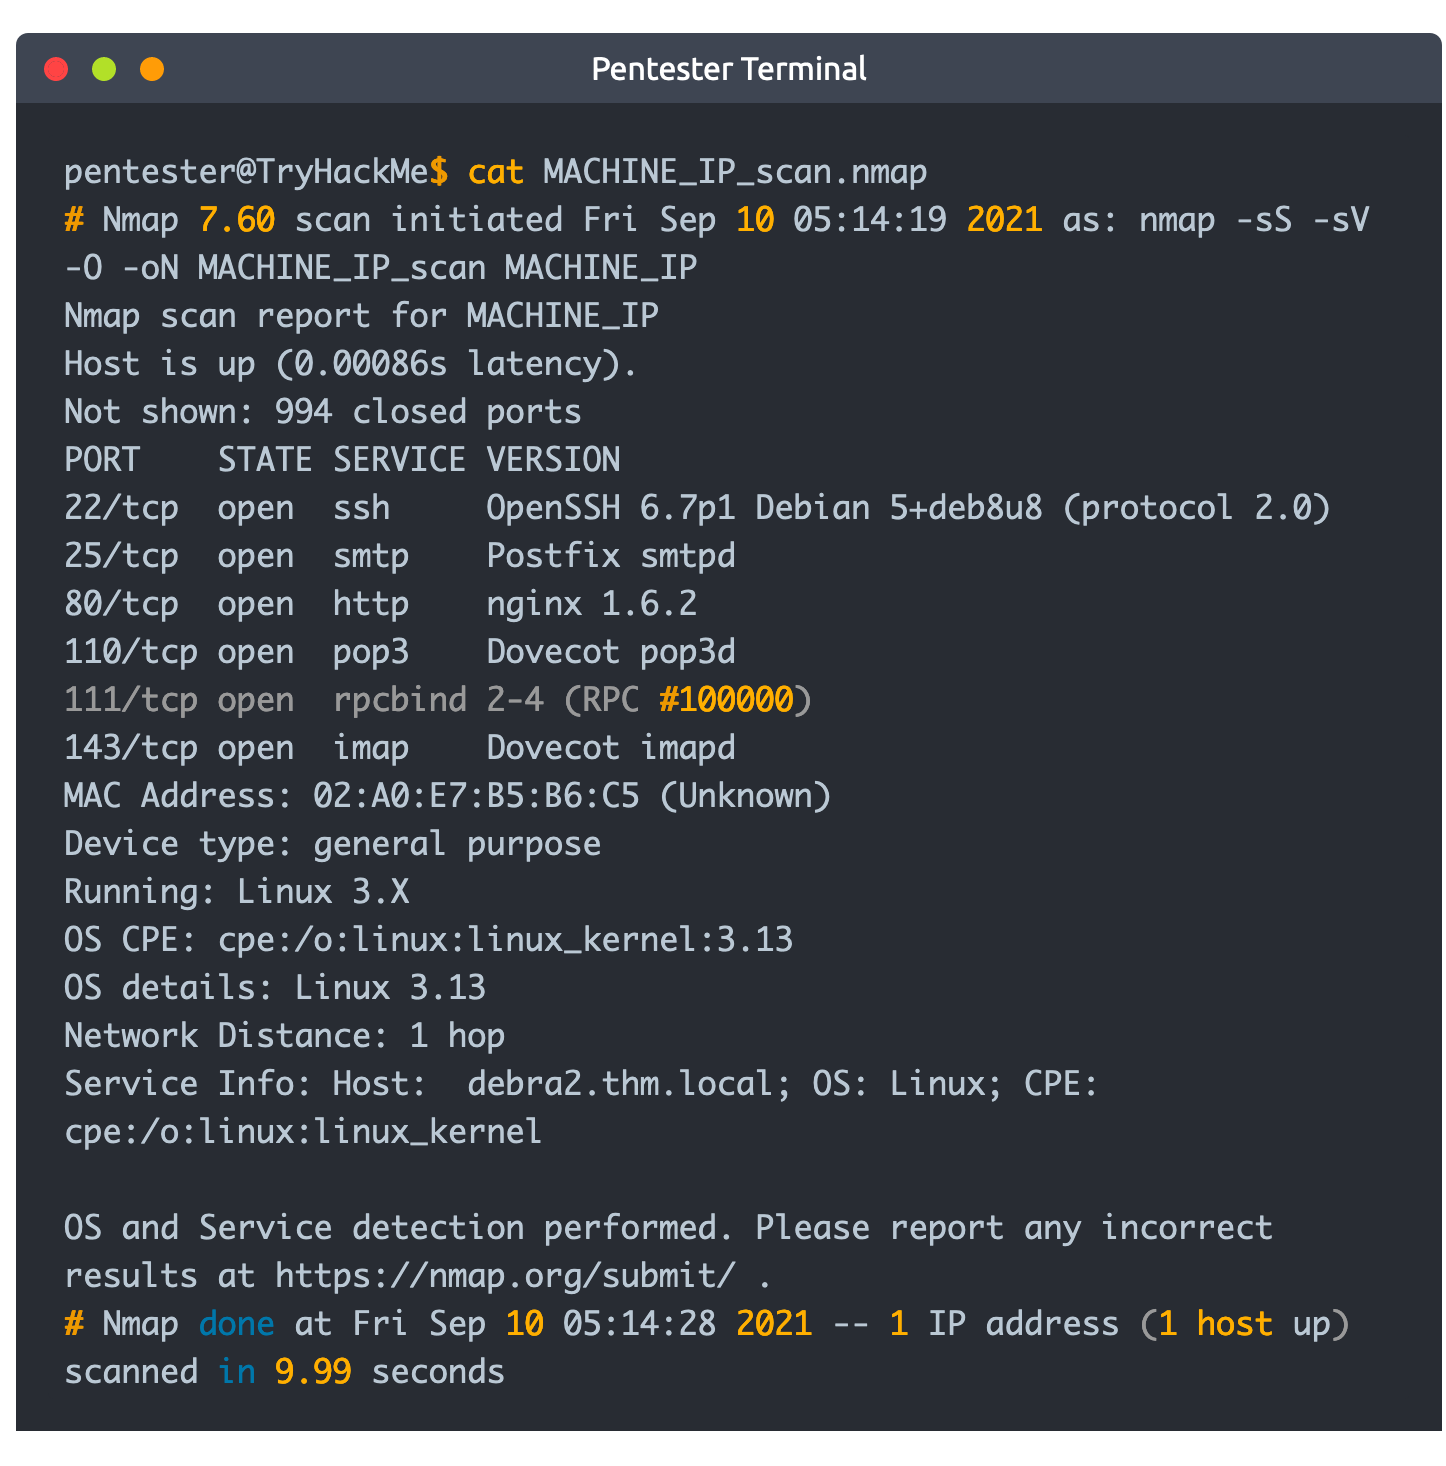 Pentester Terminal
pentester@TryHackMe$ cat MACHINE_IP_scan.nmap
# Nmap 7.60 scan initiated Fri Sep 10 05:14:19 2021 as: nmap -sS -sV
-O -oN MACHINE_IP_scan MACHINE_IP
Nmap scan report for MACHINE_IP
Host is up (0.00086s latency).
Not shown: 994 closed ports
PORT    STATE SERVICE VERSION
22/tcp  open  ssh     OpenSSH 6.7p1 Debian 5+deb8u8 (protocol 2.0)
25/tcp  open  smtp    Postfix smtpd
80/tcp  open  http    nginx 1.6.2
110/tcp open  pop3    Dovecot pop3d
111/tcp open  rpcbind 2-4 (RPC #100000)
143/tcp open  imap    Dovecot imapd
MAC Address: 02:A0:E7:B5:B6:C5 (Unknown)
Device type: general purpose
Running: Linux 3.X
OS CPE: cpe:/o:linux:linux_kernel:3.13
OS details: Linux 3.13
Network Distance: 1 hop
Service Info: Host:  debra2.thm.local; OS: Linux; CPE:
cpe:/o:linux:linux_kernel
OS and Service detection performed. Please report any incorrect
results at https://nmap.org/submit/ .
# Nmap done at Fri Sep 10 05:14:28 2021 -- 1 IP address (1 host up)
scanned in 9.99 seconds